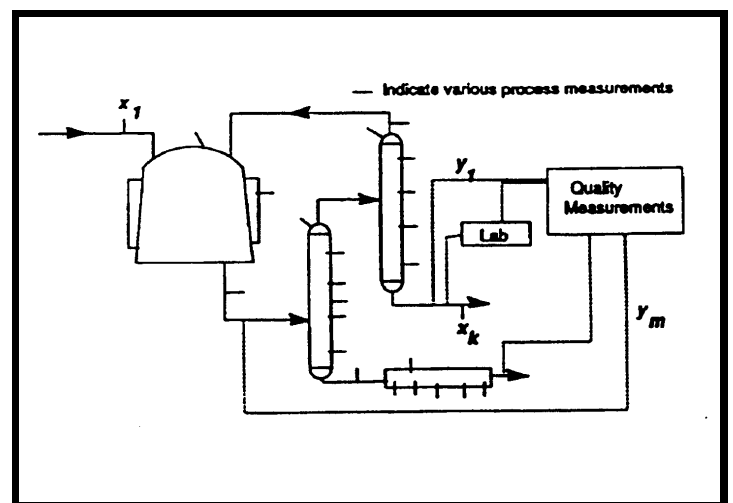 — Indicate various process measurements
x1
y1
Quality
Measurements
Lab
xk
ym